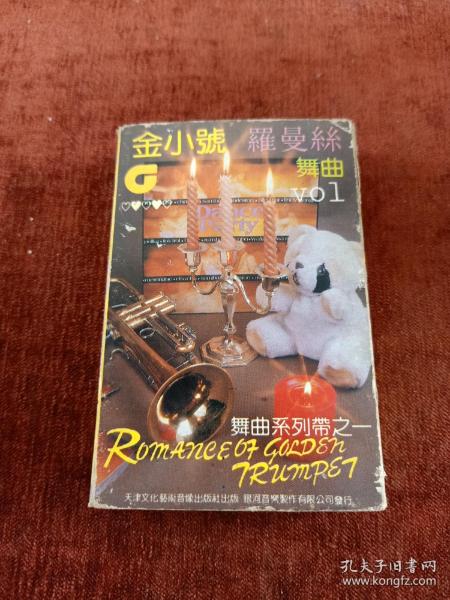 金小號 羅曼絲
舞曲
G
vol
Dance
Party
舞曲系列帶之一
ROMANCE OF GOLDEN
TRUMPET
天津文化藝術音像出版社出版 銀河音樂製作有限公司發行
孔夫子旧书网
www.kongfz.com